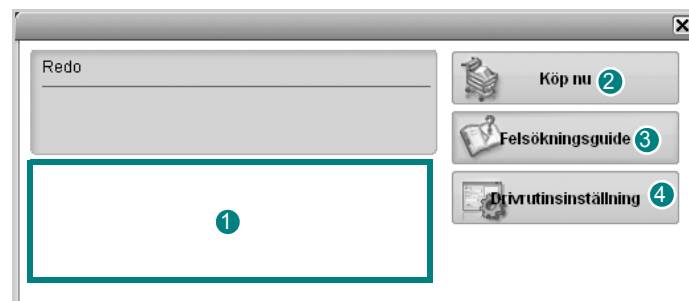 Redo
Köp nu 2
Felsökningsguide 3
1
Drivrutinsinställning 4